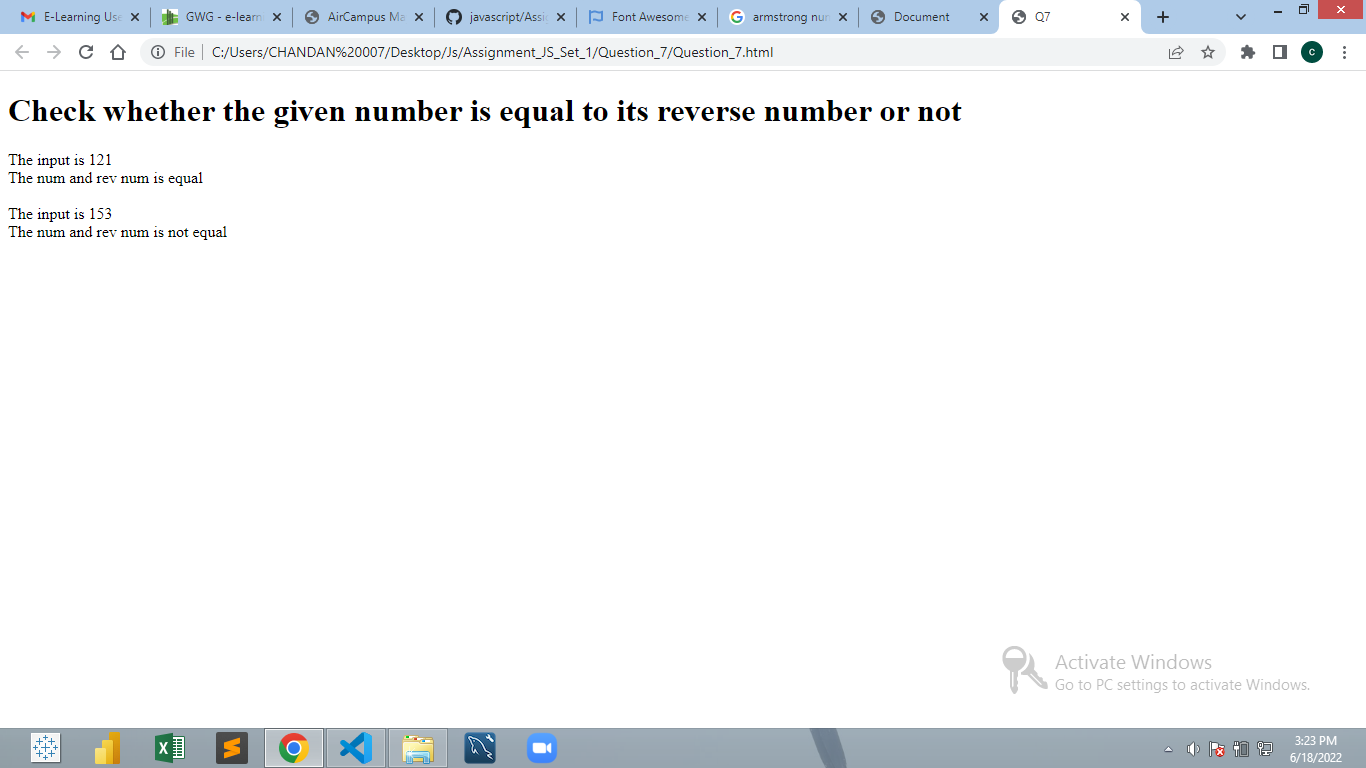 E-Learning Use
GWG - e-learn
AirCampus Ma
javascript/Assi
Font Awesome
armstrong nur
Document
Q7
File
C:/Users/CHANDAN%20007/Desktop/Js/Assignment_JS_Set_1/Question_7/Question_7.html
C
Check whether the given number is equal to its reverse number or not
The input is 121
The num and rev num is equal
The input is 153
The num and rev num is not equal
Activate Windows
Go to PC settings to activate Windows.
3:23 PM
6/18/2022